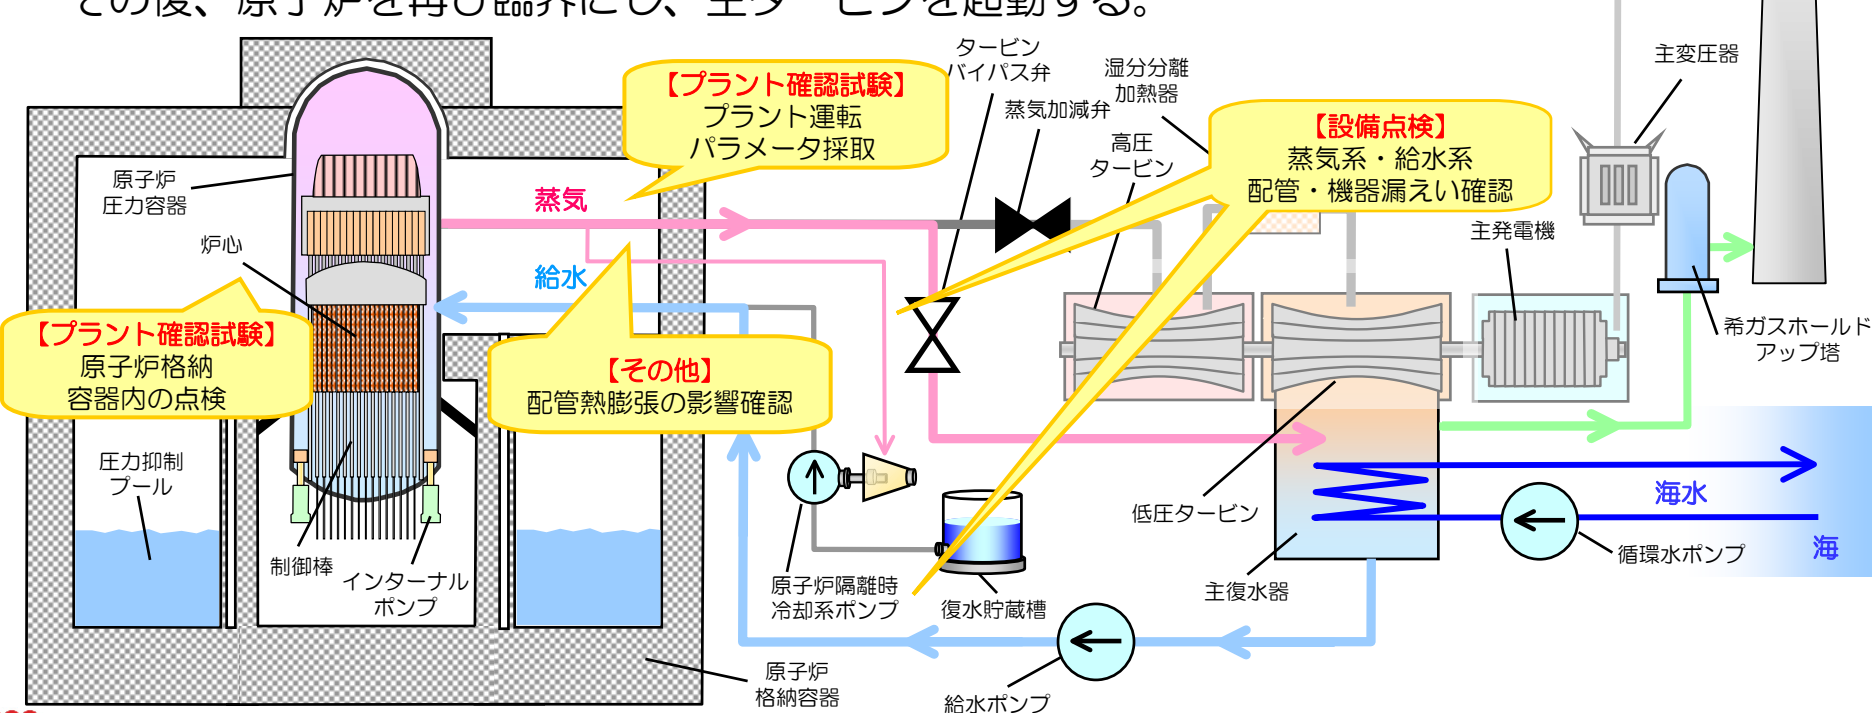 その後、原子炉を再び臨界にし、主タービンを起動する。
タービン
バイパス弁
湿分分離
加熱器
主変圧器
【プラント確認試験】
プラント運転
パラメータ採取
蒸気加減弁
高圧
タービン
【設備点検】
蒸気系・給水系
配管・機器漏えい確認
原子炉
圧力容器
蒸気
炉心
主発電機
給水
【プラント確認試験】
原子炉格納
容器内の点検
希ガスホールド
アップ塔
【その他】
配管熱膨張の影響確認
圧力抑制
プール
低圧タービン
海水
海
循環水ポンプ
制御棒
インターナル
ポンプ
原子炉隔離時
冷却系ポンプ
復水貯蔵槽
主復水器
原子炉
格納容器
給水ポンプ